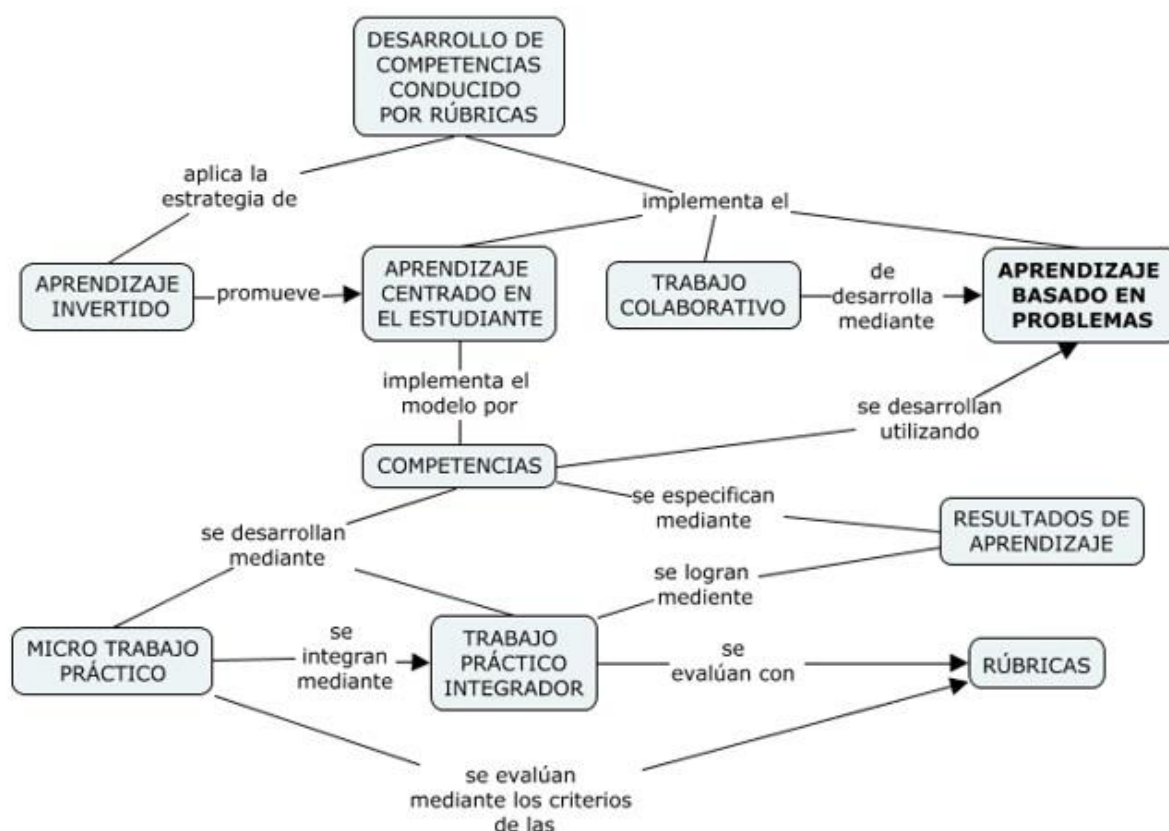 DESARROLLO DE
COMPETENCIAS
CONDUCIDO
POR RÚBRICAS
aplica la
estrategia de
implementa el
APRENDIZAJE
INVERTIDO
promueve
APRENDIZAJE
CENTRADO EN
EL ESTUDIANTE
TRABAJO
COLABORATIVO
de
desarrolla
mediante
APRENDIZAJE
BASADO EN
PROBLEMAS
implementa el
modelo por
se desarrollan
utilizando
COMPETENCIAS
se especifican
mediante
RESULTADOS DE
APRENDIZAJE
se desarrollan
mediante
se logran
mediente
MICRO TRABAJO
PRÁCTICO
se
integran
mediante
TRABAJO
PRÁCTICO
INTEGRADOR
se
evalúan con
RÚBRICAS
se evalúan
mediante los criterios
de las